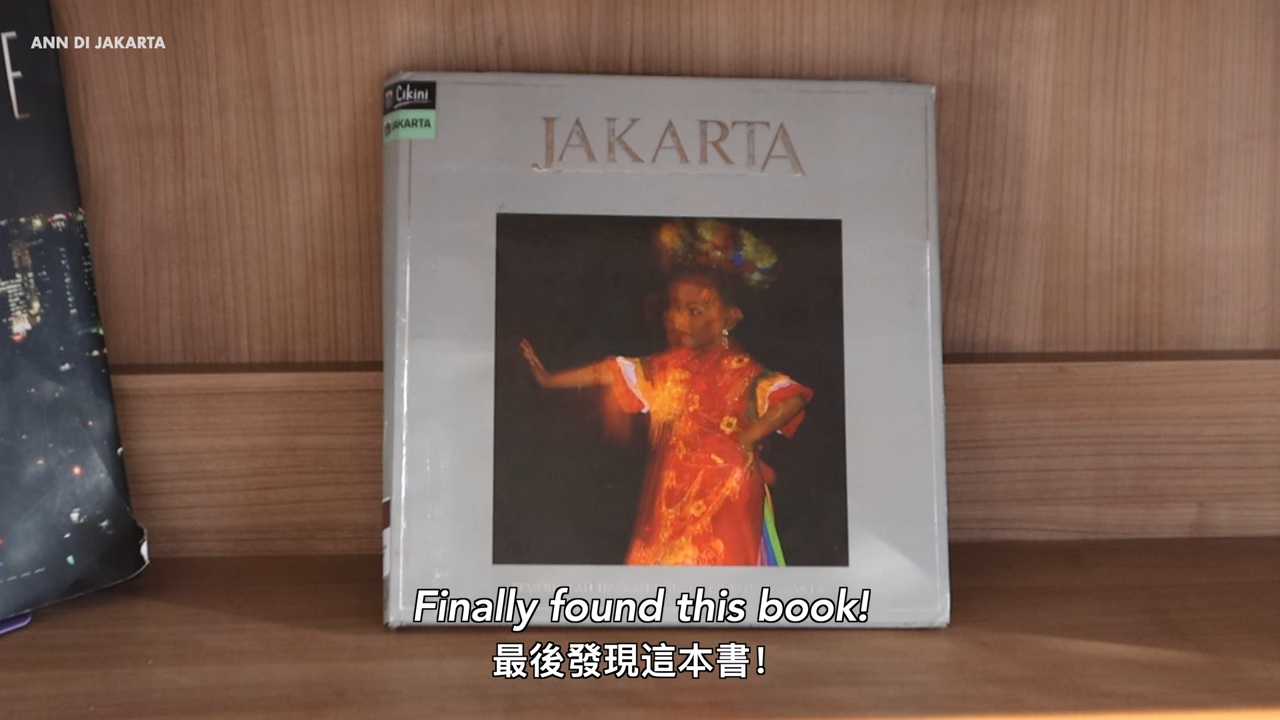 ANN DI JAKARTA
E
Cikini
JAKARTA
JAKARTA
Finally found this book!
最後發現這本書!